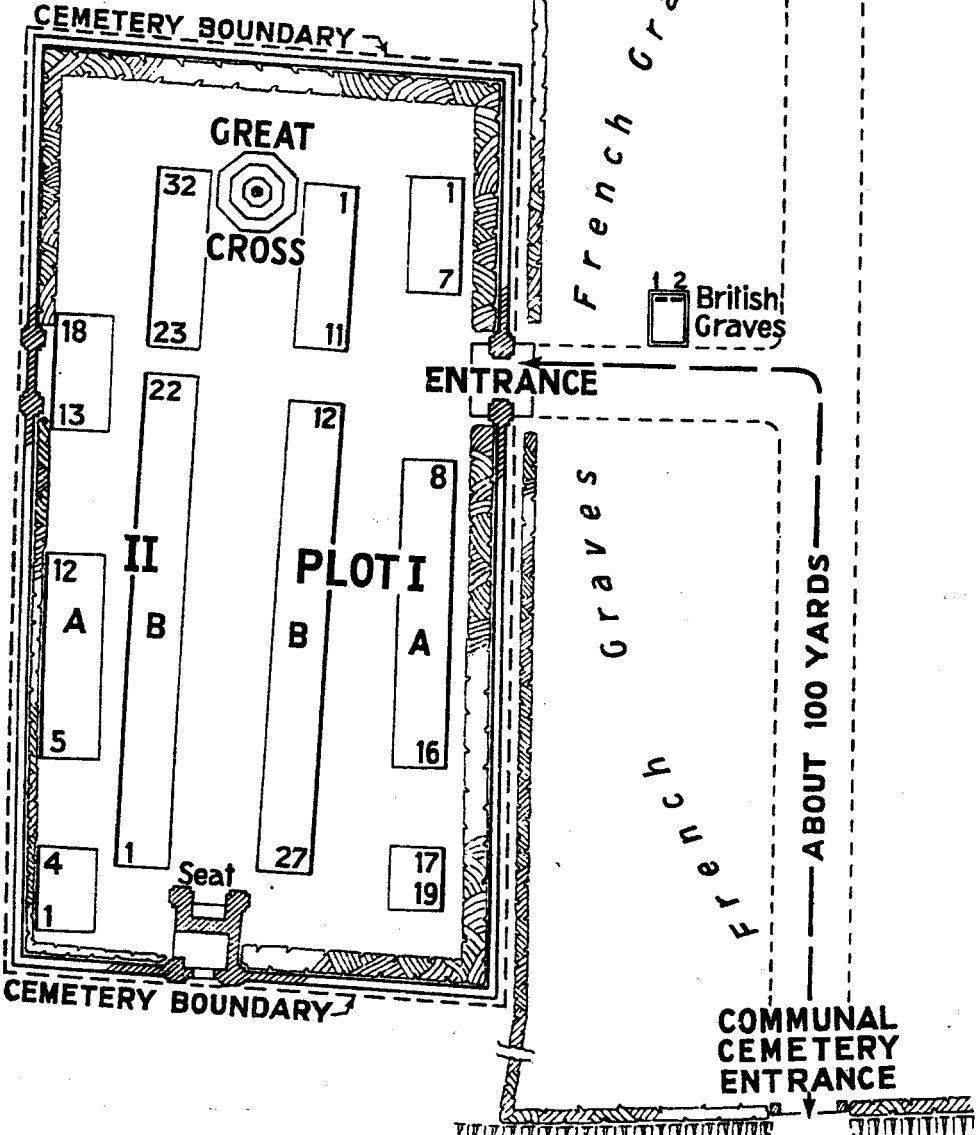 CEMETERY BOUNDARY
French Gra
GREAT
CROSS
32
23
1
11
1
7
1 2
British
Graves
18
13
ENTRANCE
22
12
8
II
PLOT I
12
A
5
B
B
A
16
Graves
French
ABOUT 100 YARDS
4
1
1
27
17
19
Seat
CEMETERY BOUNDARY
COMMUNAL
CEMETERY
ENTRANCE